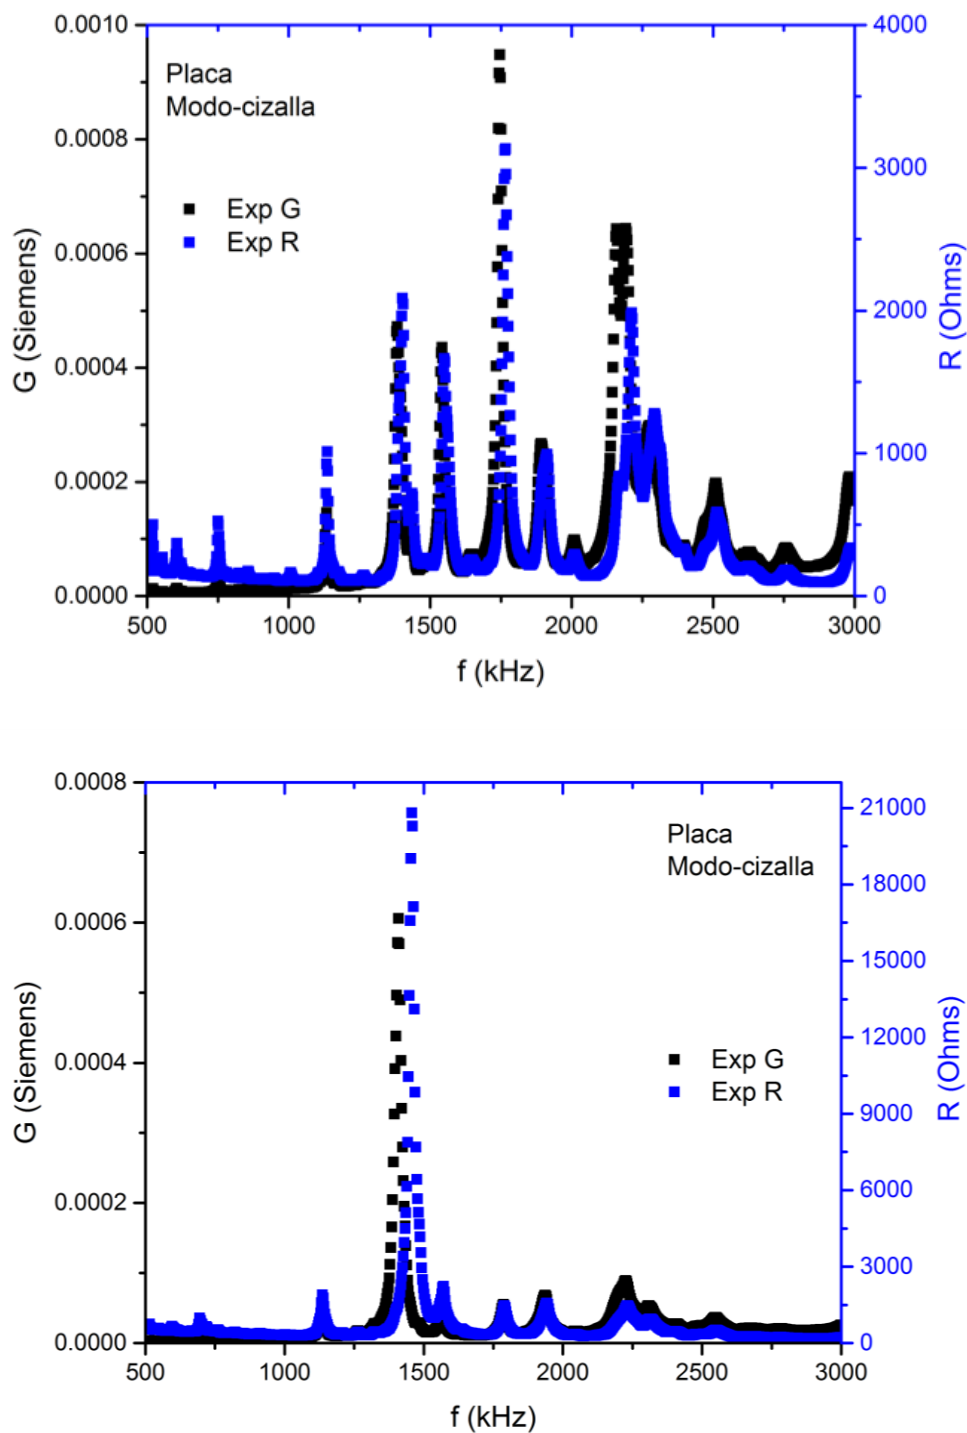 0.0010
0.0008
0.0006
0.0004
0.0002
0.0000
G (Siemens)
Placa
Modo-cizalla
Exp G
Exp R
4000
3000
2000
1000
0
R (Ohms)
500 1000 1500 2000 2500 3000
f (kHz)
0.0008
0.0006
0.0004
0.0002
0.0000
G (Siemens)
Placa
Modo-cizalla
Exp G
Exp R
21000
18000
15000
12000
9000
6000
3000
0
R (Ohms)
500 1000 1500 2000 2500 3000
f (kHz)